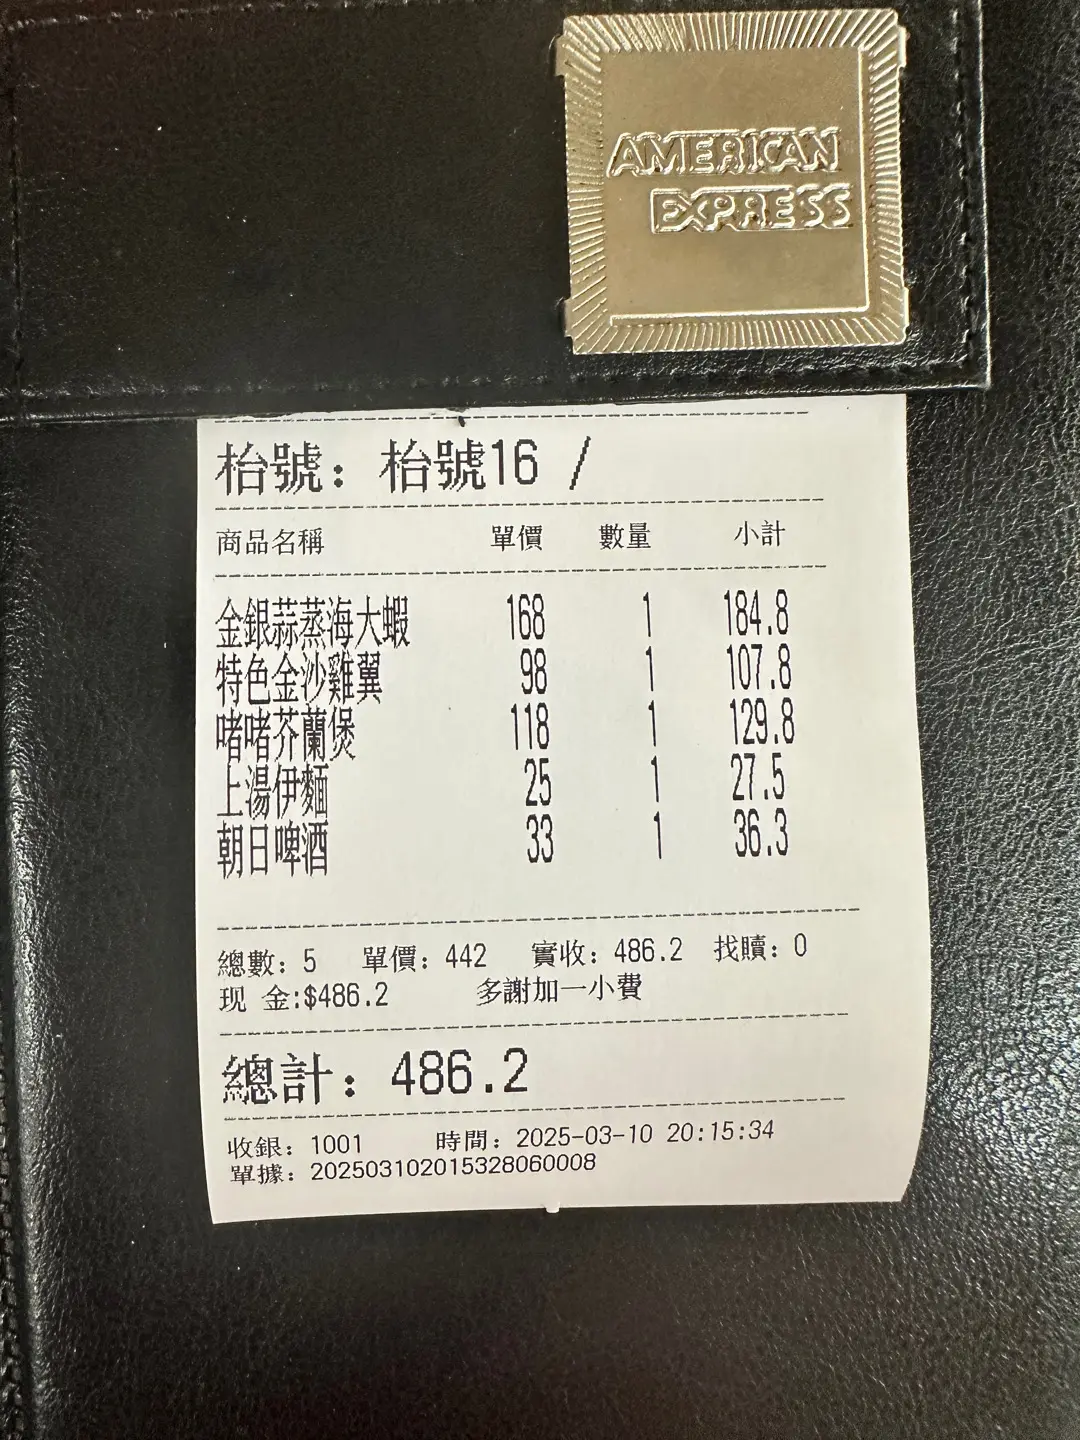 AMERICAN
EXPRESS
枱號：枱號16 /
商品名稱 單價 數量 小計
金銀蒜蒸海大蝦 168 1 184.8
特色金沙雞翼 98 1 107.8
啫啫芥蘭煲 118 1 129.8
上湯伊麵 25 1 27.5
朝日啤酒 33 1 36.3
總數：5 單價：442 實收：486.2 找贖：0
现 金:$486.2 多謝加一小費
總計：486.2
收銀：1001 時間：2025-03-10 20:15:34
單據：202503102015328060008